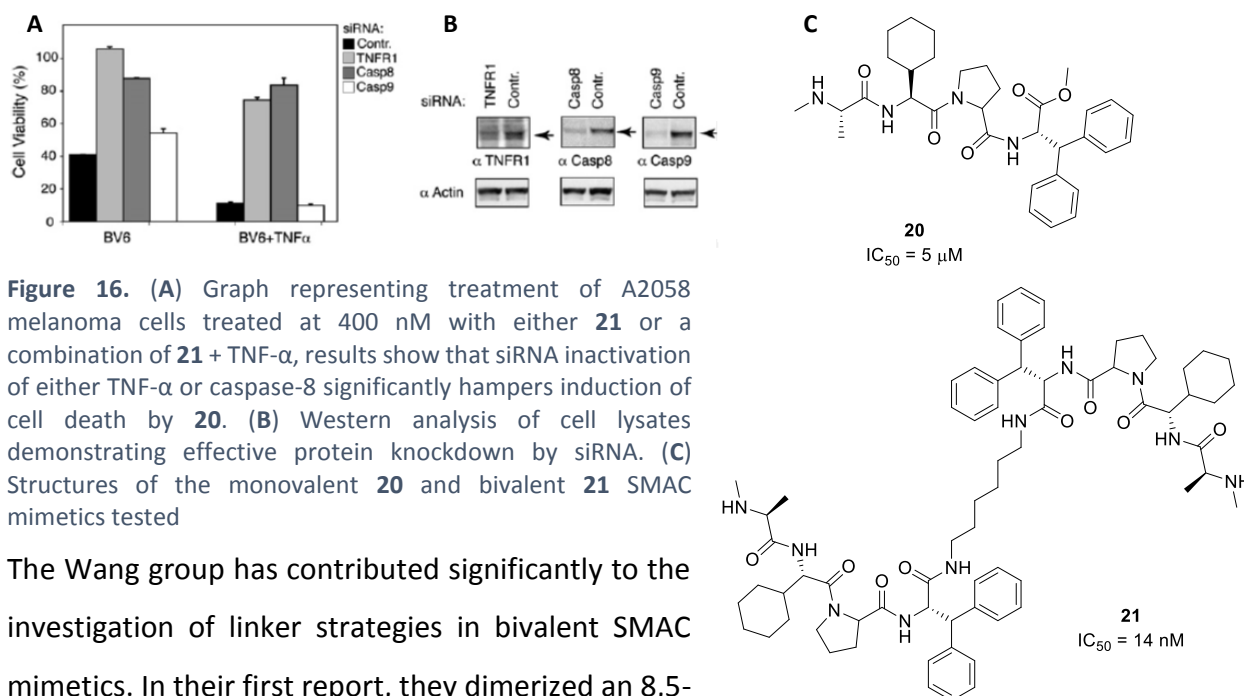 A
siRNA:
Contr.
TNFR1
Casp8
Casp9
Cell Viability (%)
100
80
60
40
20
0
BV6
BV6+TNFα
B
siRNA:
TNFR1
Contr.
Casp8
Contr.
Casp9
Contr.
α TNFR1
α Casp8
α Casp9
α Actin
Figure 16. (A) Graph representing treatment of A2058
melanoma cells treated at 400 nM with either 21 or a
combination of 21 + TNF-α, results show that siRNA inactivation
of either TNF-α or caspase-8 significantly hampers induction of
cell death by 20. (B) Western analysis of cell lysates
demonstrating effective protein knockdown by siRNA. (C)
Structures of the monovalent 20 and bivalent 21 SMAC
mimetics tested
The Wang group has contributed significantly to the
investigation of linker strategies in bivalent SMAC
mimetics. In their first report, they dimerized an 8,5-
C
H
N
O
N
H
O
N
O
N
H
O
O
20
IC50 = 5 μM
H
N
O
N
O
NH
O
O
HN
O
NH
HN
O
NH
O
N
O
O
N
H
O
NH
21
IC50 = 14 nM